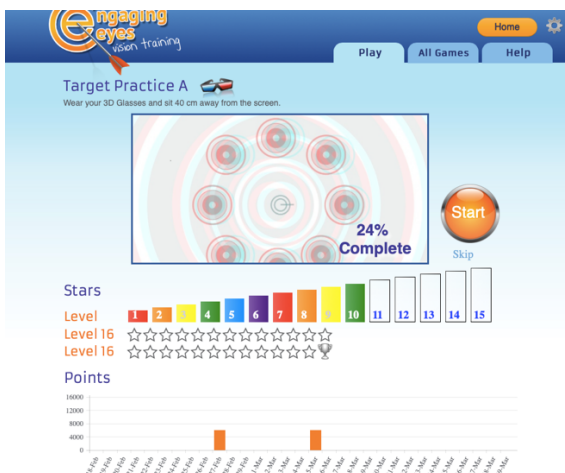 engaging
eyes
vision training
Home
Play
All Games
Help
Target Practice A
Wear your 3D Glasses and sit 40 cm away from the screen.
24%
Complete
Start
Skip
Stars
Level 1 2 3 4 5 6 7 8 9 10 11 12 13 14 15
Level 16
Level 16
Points
16000
12000
8000
4000
0